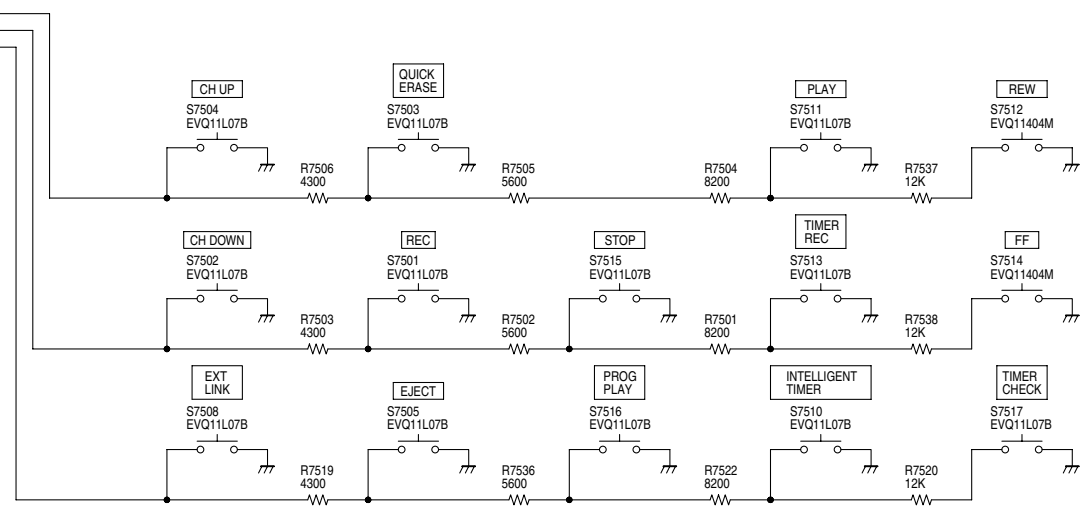 CH UP
S7504
EVQ11L07B
QUICK
ERASE
S7503
EVQ11L07B
PLAY
S7511
EVQ11L07B
REW
S7512
EVQ11404M
R7506
4300
R7505
5600
R7504
8200
R7537
12K
CH DOWN
S7502
EVQ11L07B
REC
S7501
EVQ11L07B
STOP
S7515
EVQ11L07B
TIMER
REC
S7513
EVQ11L07B
FF
S7514
EVQ11404M
R7503
4300
R7502
5600
R7501
8200
R7538
12K
EXT
LINK
S7508
EVQ11L07B
EJECT
S7505
EVQ11L07B
PROG
PLAY
S7516
EVQ11L07B
INTELLIGENT
TIMER
S7510
EVQ11L07B
TIMER
CHECK
S7517
EVQ11L07B
R7519
4300
R7536
5600
R7522
8200
R7520
12K